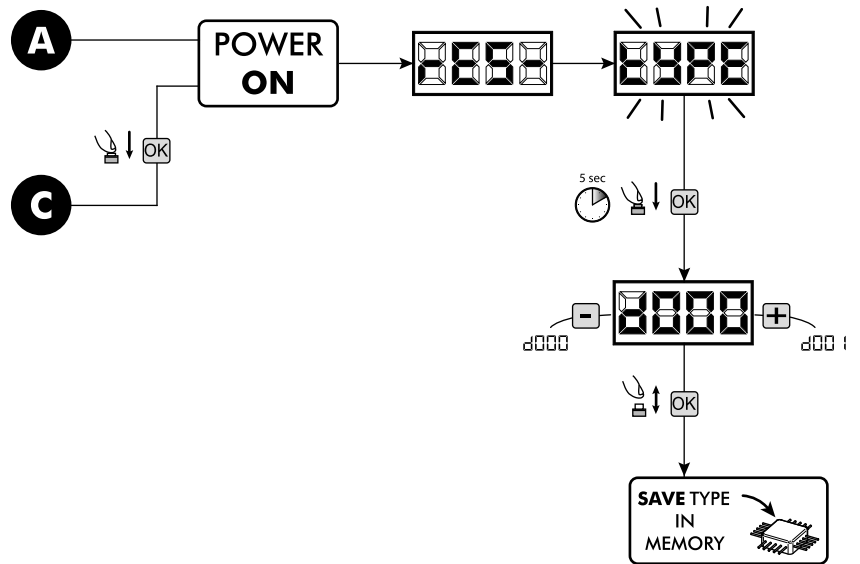 A
POWER
ON
rES-
tYPE
OK
C
5 sec
OK
d000
-
+
d000
d001
OK
SAVE TYPE
IN
MEMORY